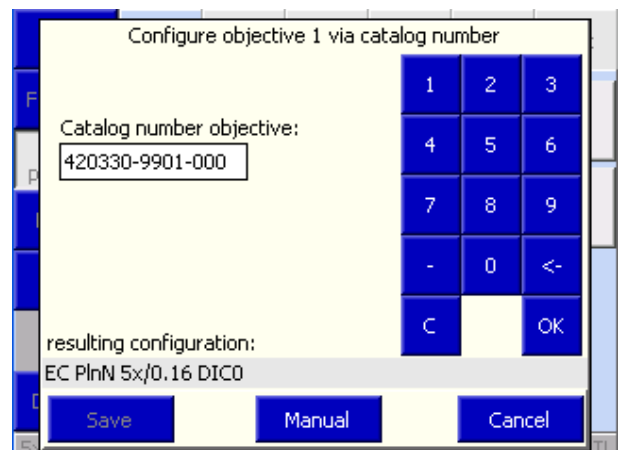 Configure objective 1 via catalog number
1 2 3
Catalog number objective:
4 5 6
420330-9901-000
7 8 9
- 0 <-
C OK
resulting configuration:
EC PlnN 5x/0.16 DIC0
Save Manual Cancel